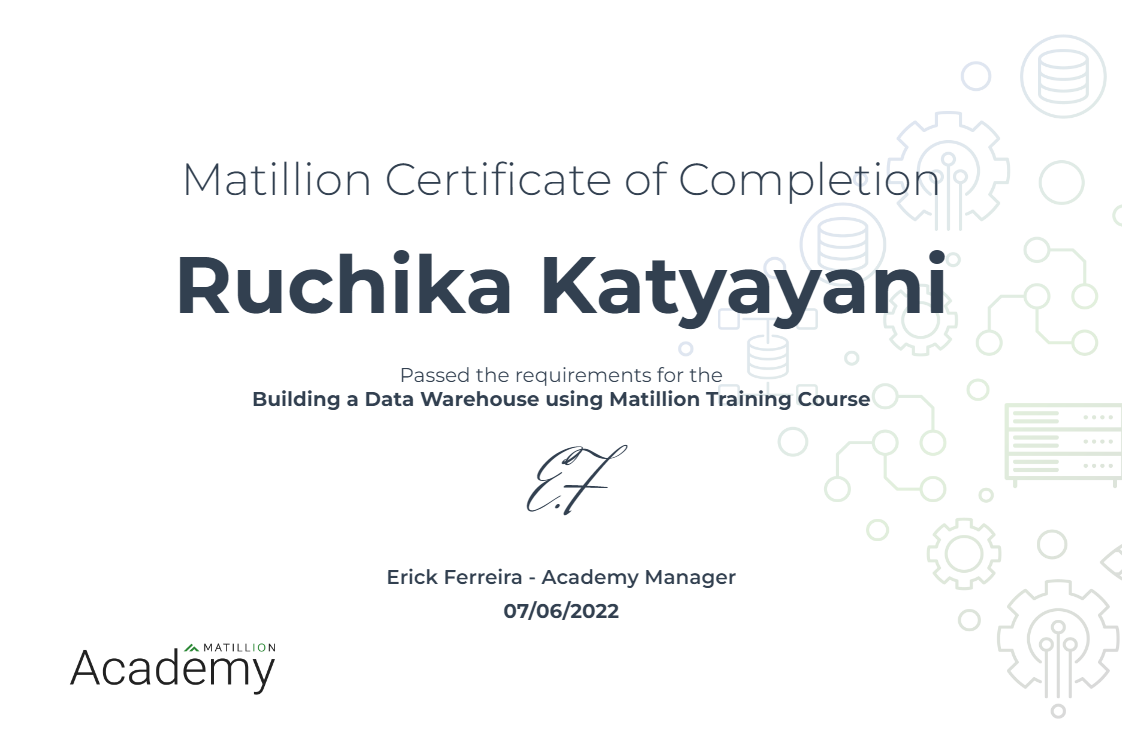 Matillion Certificate of Completion
Ruchika Katyayani
Passed the requirements for the
Building a Data Warehouse using Matillion Training Course
E.F
Erick Ferreira - Academy Manager
07/06/2022
MATILLION
Academy